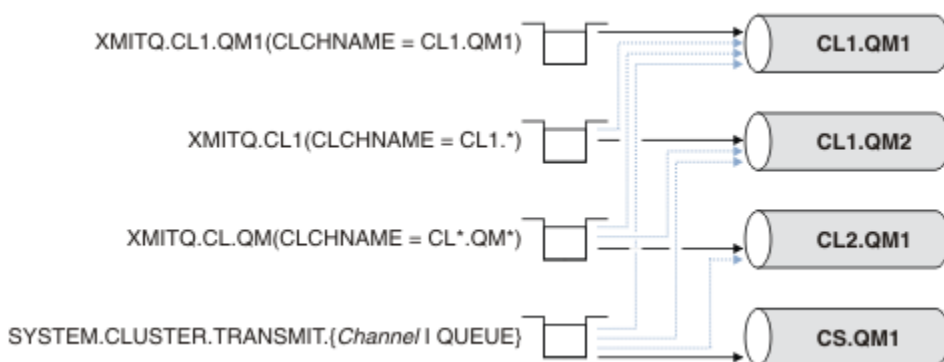 XMITQ.CL1.QM1(CLCHNAME = CL1.QM1)
CL1.QM1
XMITQ.CL1(CLCHNAME = CL1.*)
CL1.QM2
XMITQ.CL.QM(CLCHNAME = CL*.QM*)
CL2.QM1
SYSTEM.CLUSTER.TRANSMIT.{Channel I QUEUE}
CS.QM1